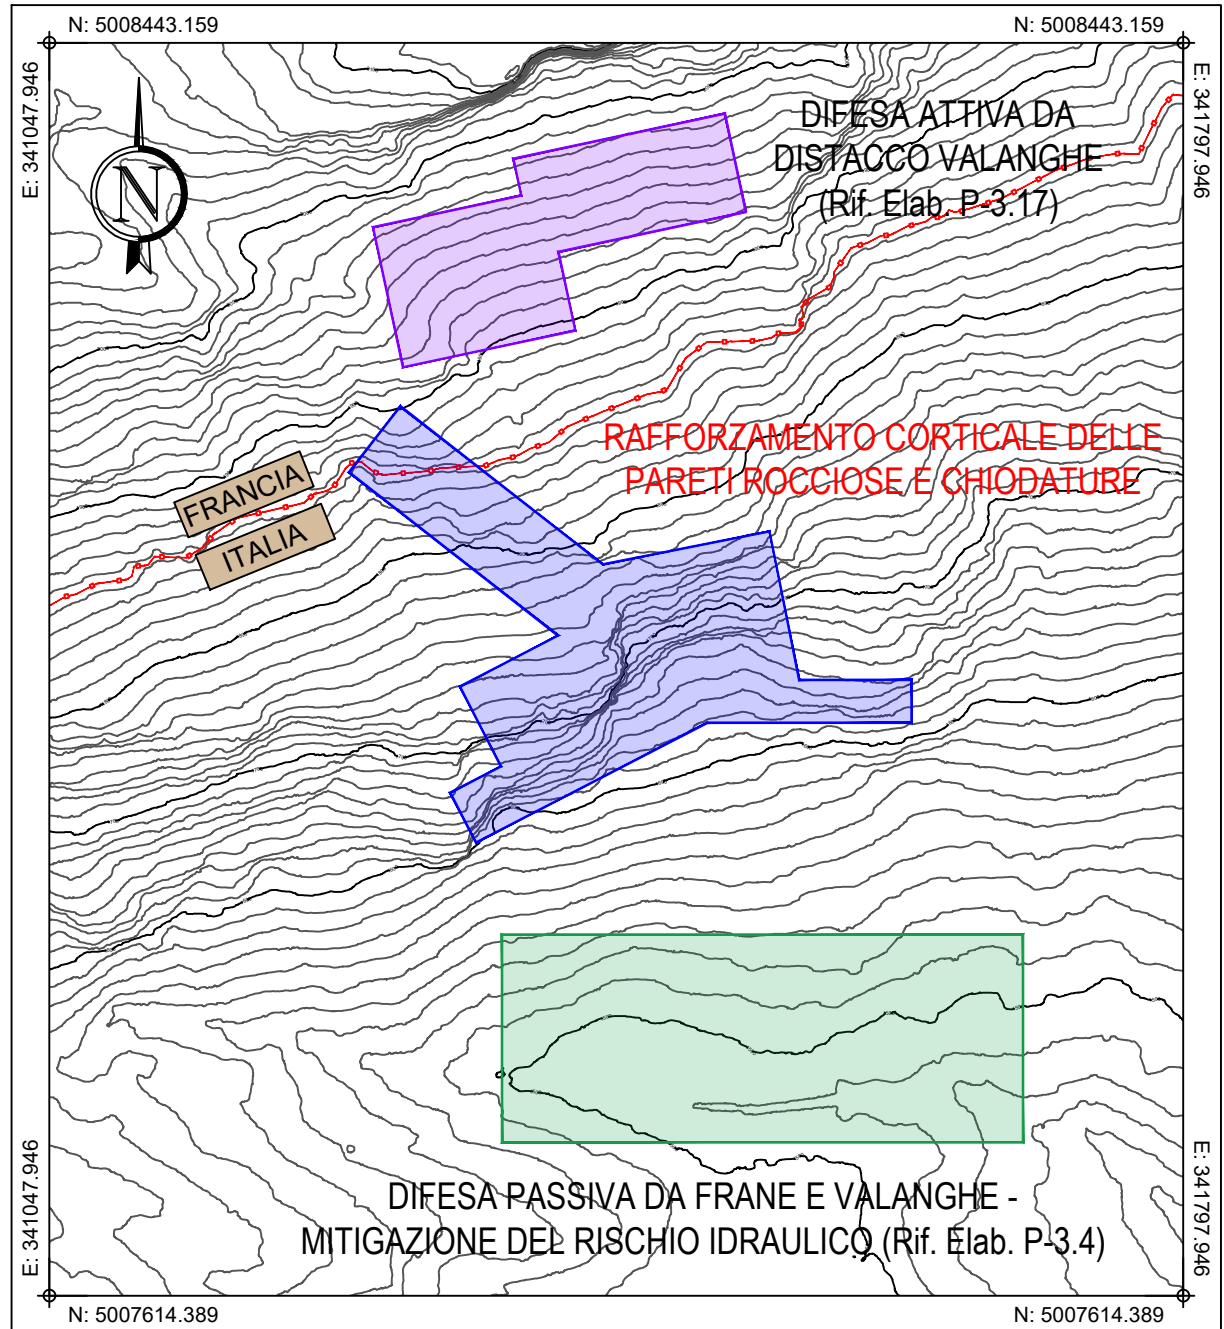 N: 5008443.159
N: 5008443.159
E: 341047.946
E: 341797.946
N
DIFESA ATTIVA DA
DISTACCO VALANGHE
(Rif. Elab. P-3.17)
RAFFORZAMENTO CORTICALE DELLE
PARETI ROCCIOSE E CHIODATURE
FRANCIA
ITALIA
DIFESA PASSIVA DA FRANE E VALANGHE -
MITIGAZIONE DEL RISCHIO IDRAULICO (Rif. Elab. P-3.4)
E: 341047.946
E: 341797.946
N: 5007614.389
N: 5007614.389